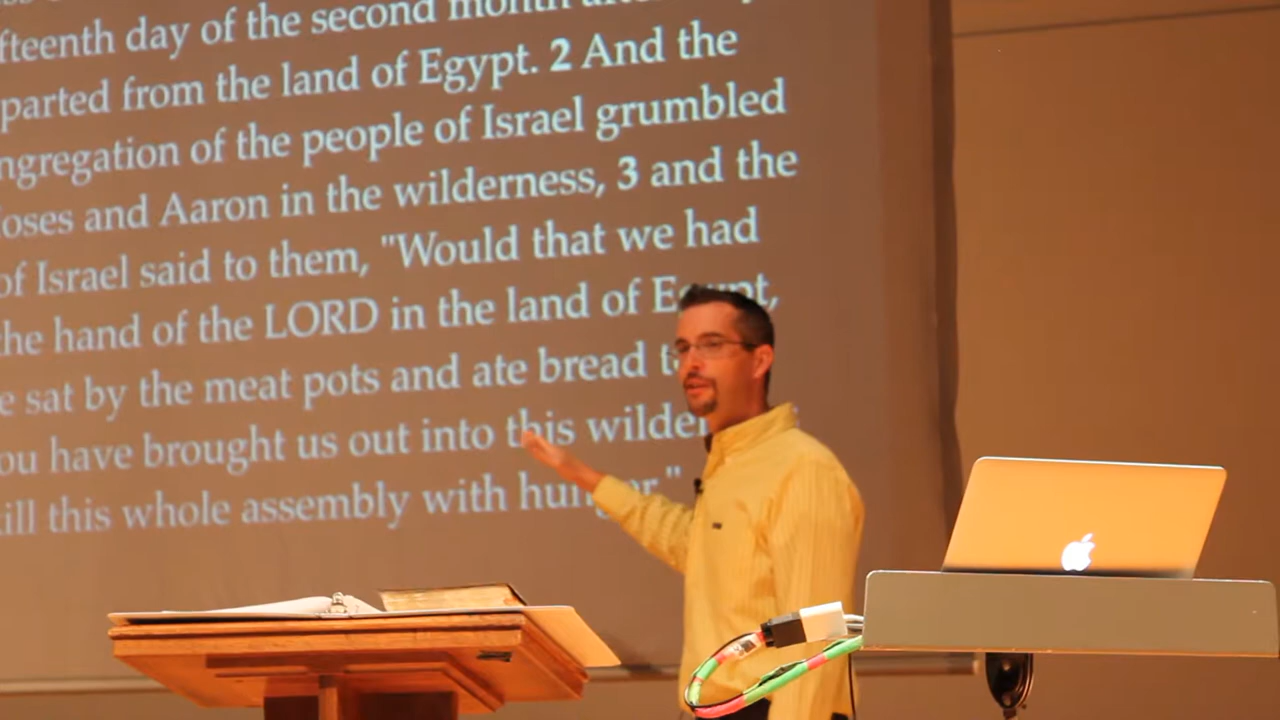 fteenth day of the second month
parted from the land of Egypt. 2 And the
ngregation of the people of Israel grumbled
oses and Aaron in the wilderness, 3 and the
of Israel said to them, "Would that we had
the hand of the LORD in the land of Egypt,
e sat by the meat pots and ate bread
ou have brought us out into this wilder
ill this whole assembly with hunger."